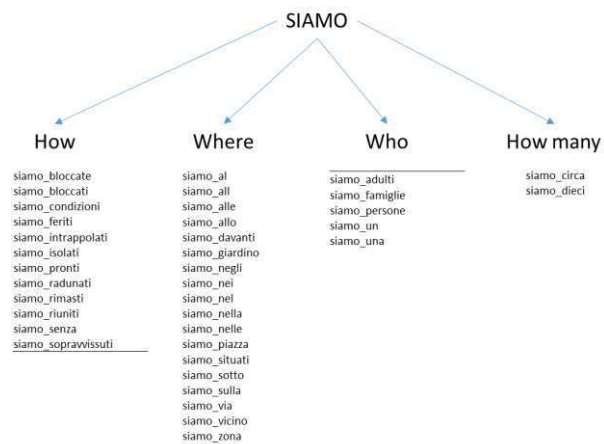 SIAMO
How
siamo_bloccate
siamo_bloccati
siamo_condizioni
siamo_feriti
siamo_intrappolati
siamo_isolati
siamo_pronti
siamo_radunati
siamo_rimasti
siamo_riuniti
siamo_senza
siamo_sopravvissuti
Where
siamo_al
siamo_all
siamo_alle
siamo_allo
siamo_davanti
siamo_giardino
siamo_negli
siamo_nei
siamo_nel
siamo_nella
siamo_nelle
siamo_piazza
siamo_situati
siamo_sotto
siamo_sulla
siamo_via
siamo_vicino
siamo_zona
Who
siamo_adulti
siamo_famiglie
siamo_persone
siamo_un
siamo_una
How many
siamo_circa
siamo_dieci